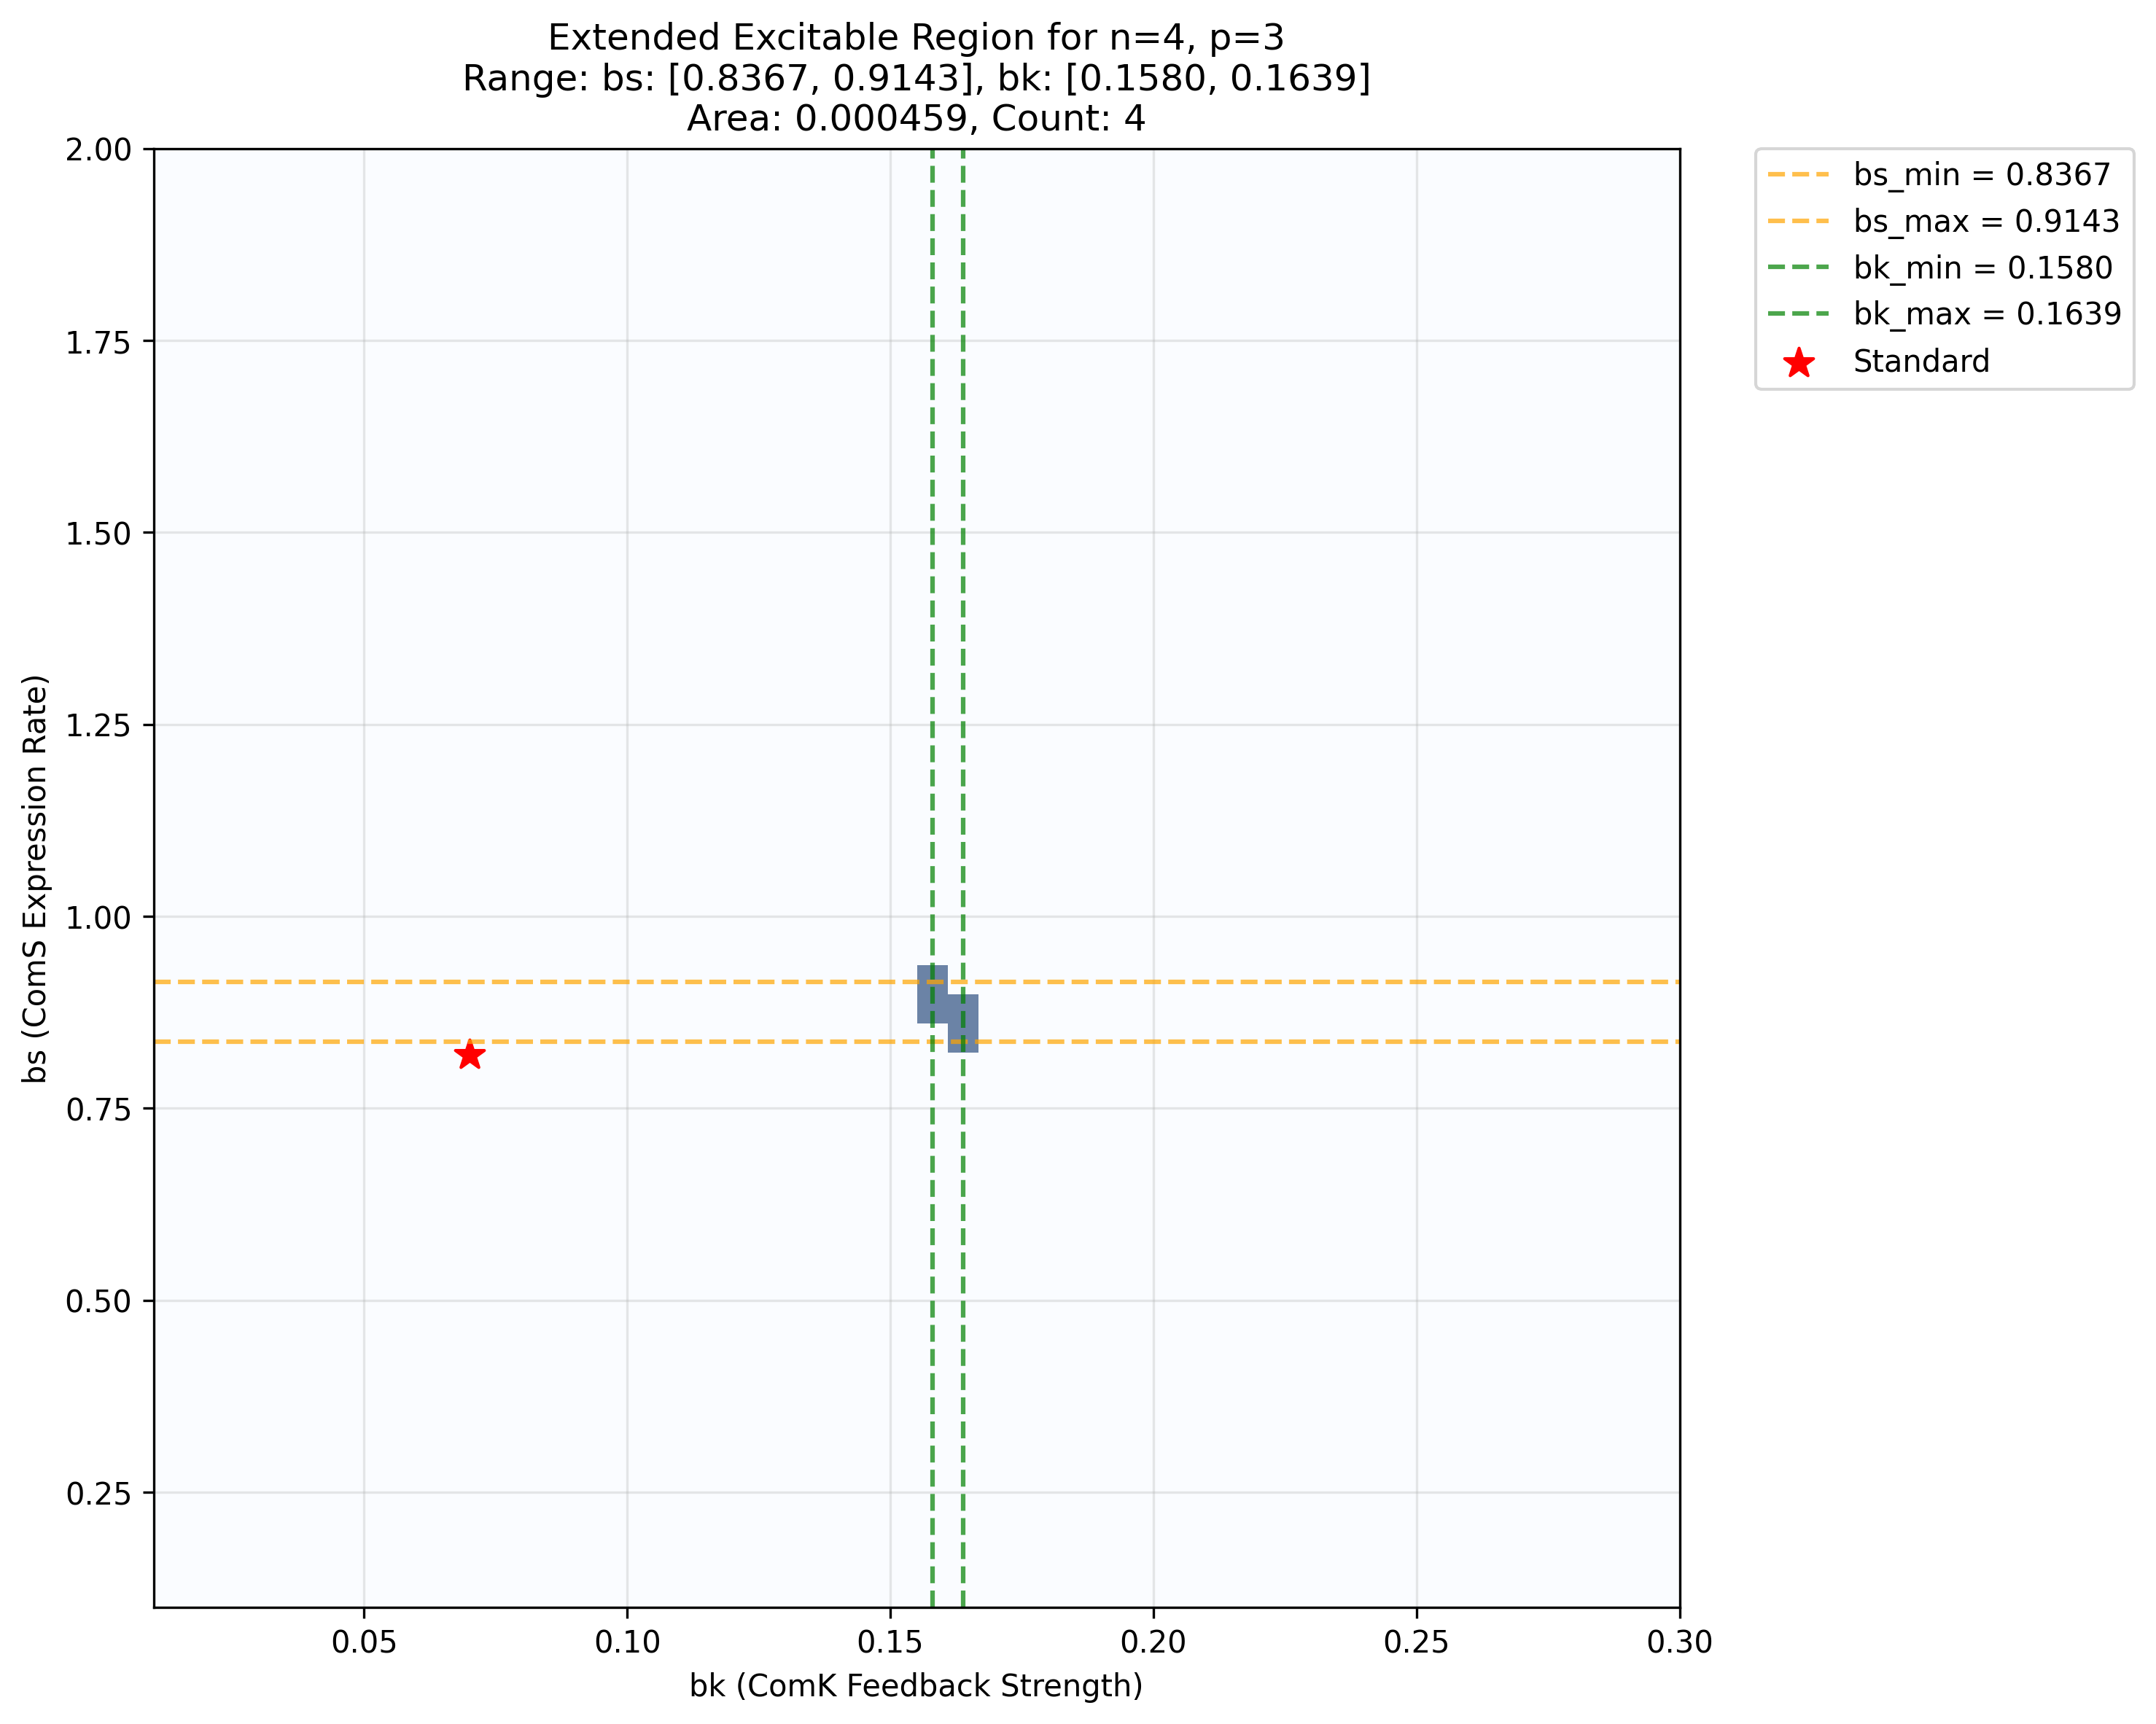 Extended Excitable Region for n=4, p=3
Range: bs: [0.8367, 0.9143], bk: [0.1580, 0.1639]
Area: 0.000459, Count: 4
2.00
1.75
1.50
1.25
1.00
0.75
0.50
0.25
bs (ComS Expression Rate)
0.05
0.10
0.15
0.20
0.25
0.30
bk (ComK Feedback Strength)
bs_min = 0.8367
bs_max = 0.9143
bk_min = 0.1580
bk_max = 0.1639
Standard